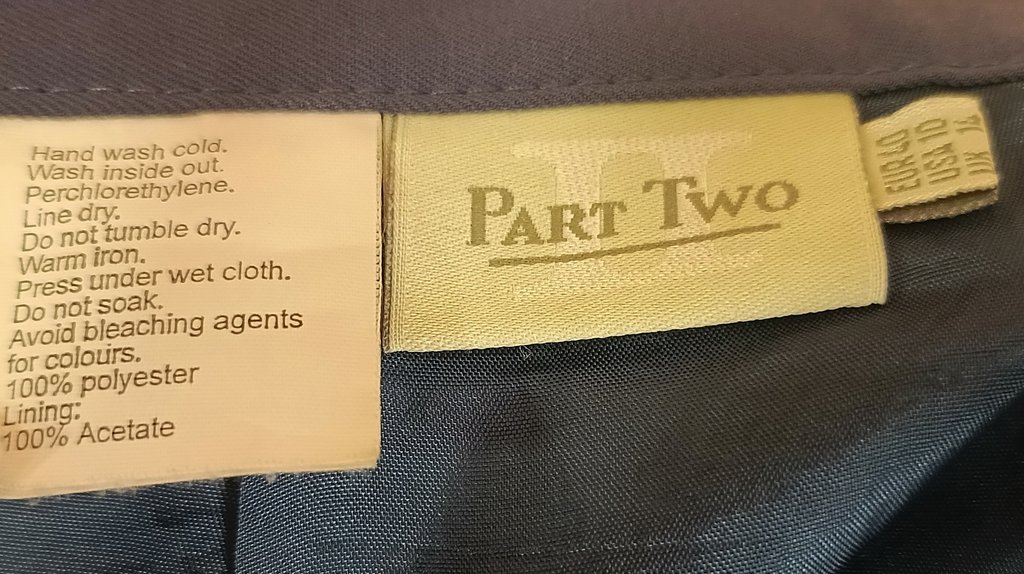 Hand wash cold.
Wash inside out.
Perchlorethylene.
Line dry.
Do not tumble dry.
Warm iron.
Press under wet cloth.
Do not soak.
Avoid bleaching agents
for colours.
100% polyester
Lining:
100% Acetate
II
PART TWO
EUR 40
USA 10
UK 14